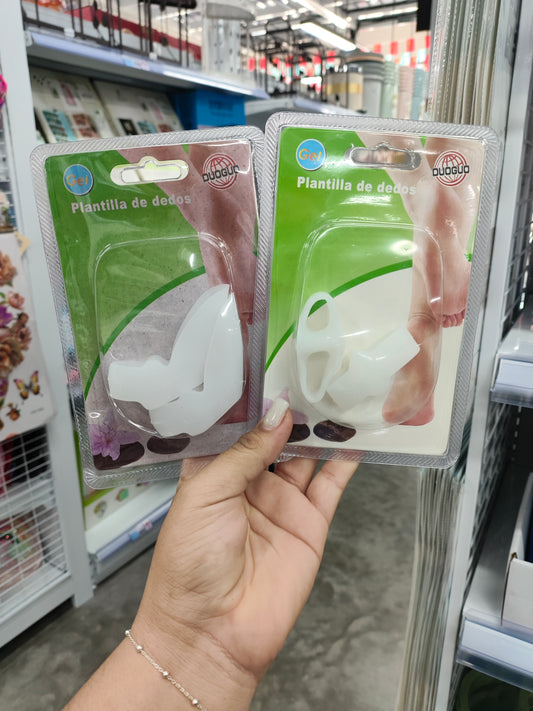 Gel
DUOGUO
Plantilla de dedos
Gel
DUOGUO
Plantilla de dedos